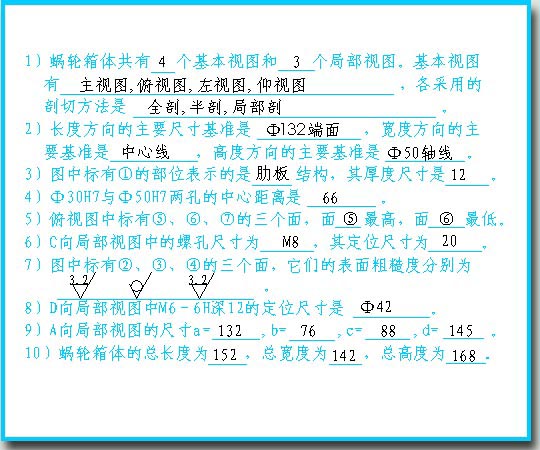 1）蜗轮箱体共有 4 个基本视图和 3 个局部视图。基本视图
有 主视图,俯视图,左视图,仰视图 ，各采用的
剖切方法是 全剖,半剖,局部剖 。
2）长度方向的主要尺寸基准是 Φ132端面 ，宽度方向的主
要基准是 中心线 ，高度方向的主要基准是 Φ50轴线 。
3）图中标有①的部位表示的是肋板结构，其厚度尺寸是12 。
4）Φ30H7与Φ50H7两孔的中心距离是 66 。
5）俯视图中标有⑤、⑥、⑦的三个面，面 ⑤ 最高，面 ⑥ 最低。
6）C向局部视图中的螺孔尺寸为 M8 ，其定位尺寸为 20 。
7）图中标有②、③、④的三个面，它们的表面粗糙度分别为
3.2 3.2 。
8）D向局部视图中M6-6H深12的定位尺寸是 Φ42 。
9）A向局部视图的尺寸a= 132 ,b= 76 ,c= 88 ,d= 145 。
10）蜗轮箱体的总长度为152 ，总宽度为142 ，总高度为168 。